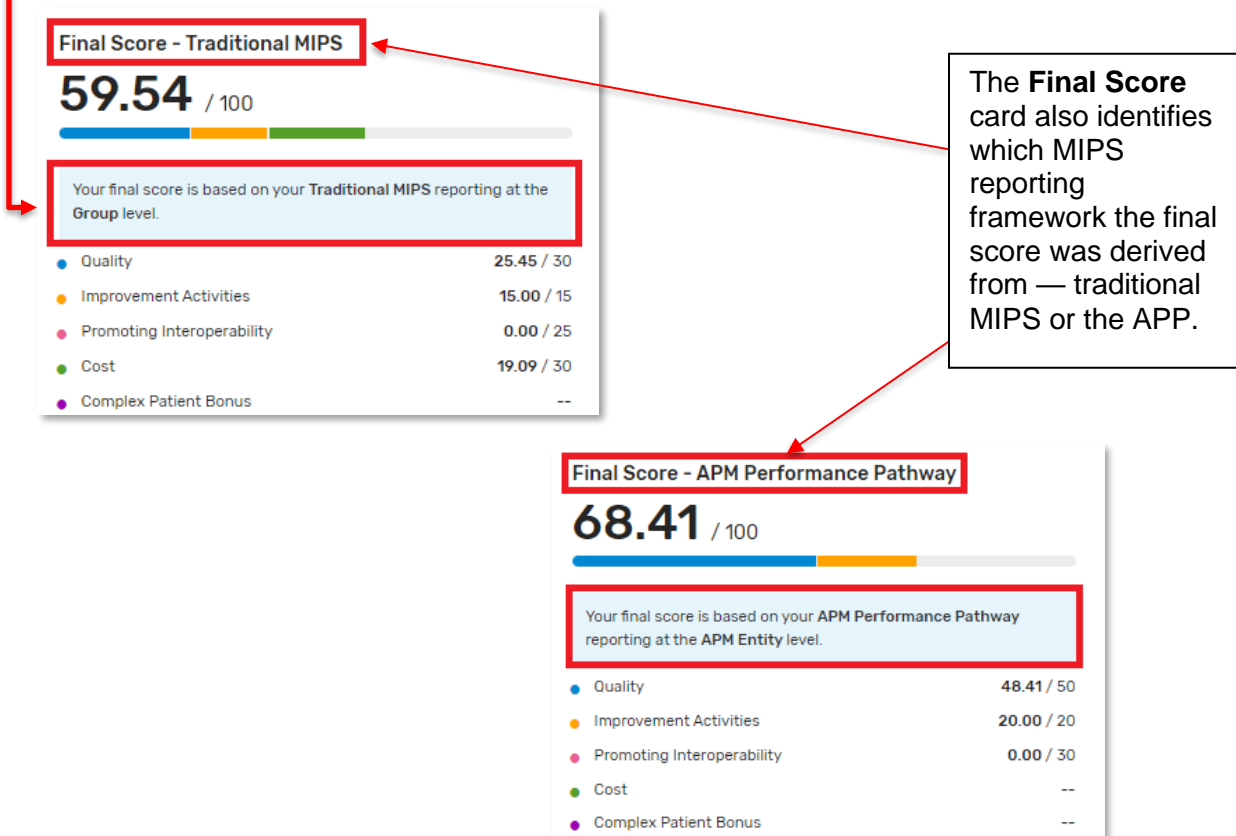 Final Score - Traditional MIPS
59.54 / 100
Your final score is based on your Traditional MIPS reporting at the
Group level.
Quality 25.45 / 30
Improvement Activities 15.00 / 15
Promoting Interoperability 0.00 / 25
Cost 19.09 / 30
Complex Patient Bonus --
The Final Score
card also identifies
which MIPS
reporting
framework the final
score was derived
from — traditional
MIPS or the APP.
Final Score - APM Performance Pathway
68.41 / 100
Your final score is based on your APM Performance Pathway
reporting at the APM Entity level.
Quality 48.41 / 50
Improvement Activities 20.00 / 20
Promoting Interoperability 0.00 / 30
Cost --
Complex Patient Bonus --